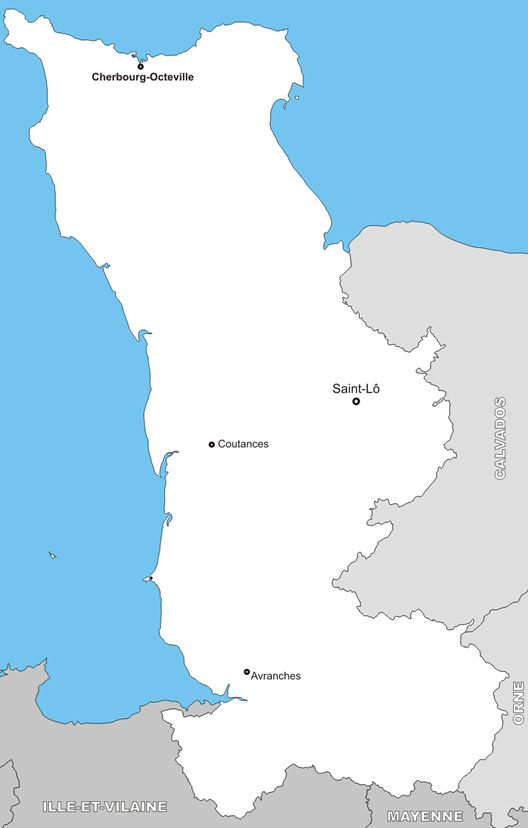 Cherbourg-Octeville
Saint-Lô
CALVADOS
Coutances
Avranches
ORNE
ILLE-ET-VILAINE
MAYENNE